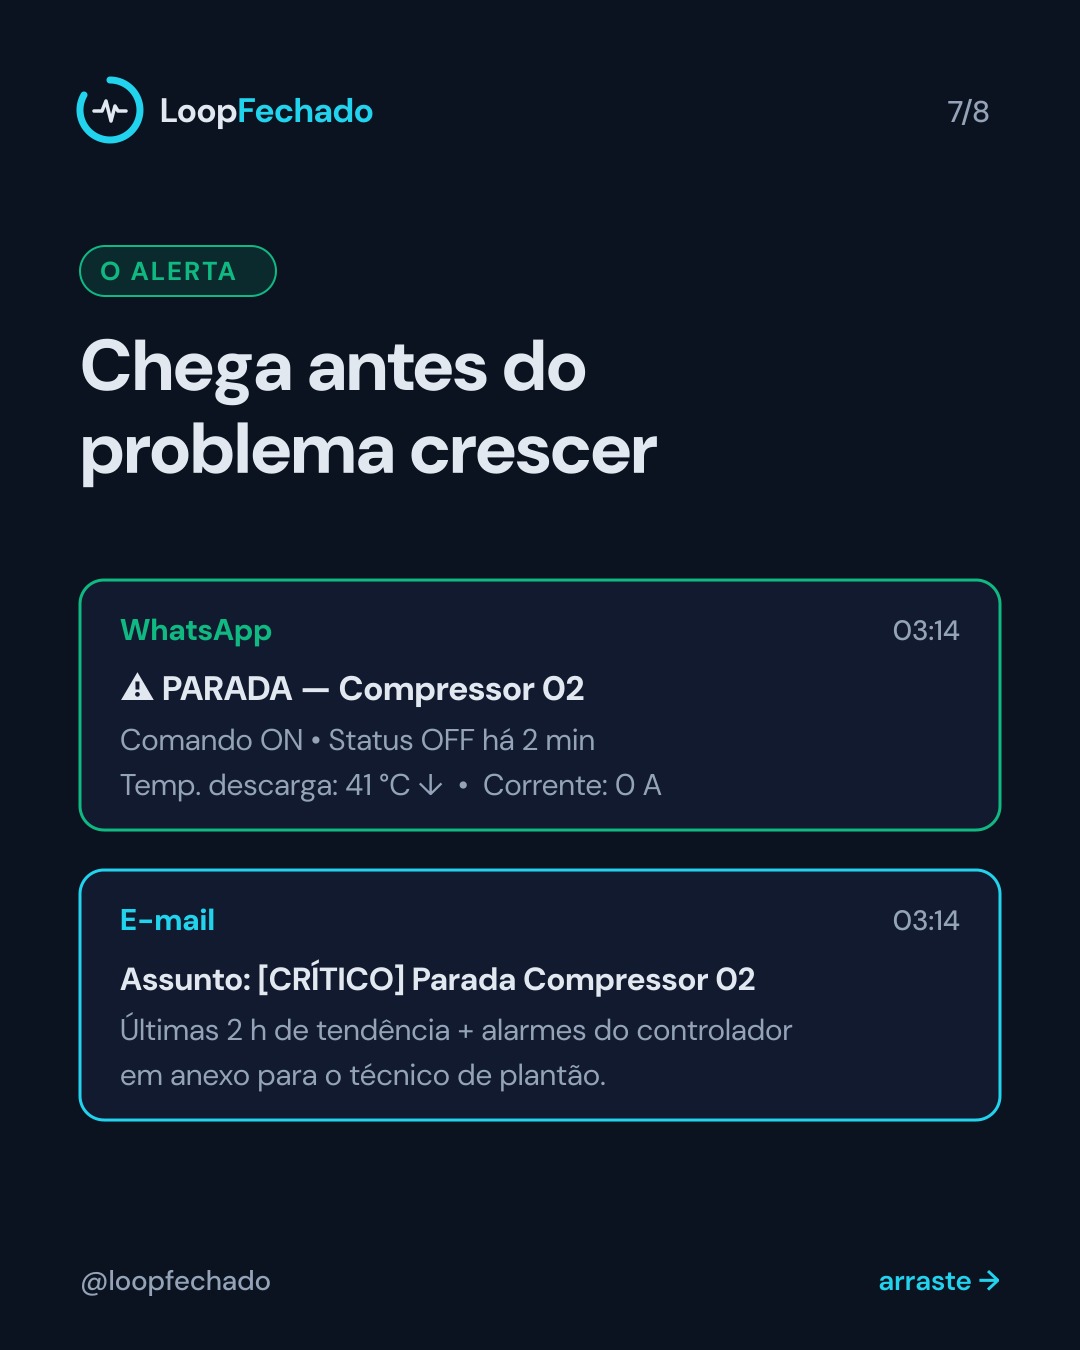 LoopFechado
7/8
O ALERTA
Chega antes do
problema crescer
WhatsApp
03:14
⚠ PARADA — Compressor 02
Comando ON • Status OFF há 2 min
Temp. descarga: 41 °C ↓ • Corrente: 0 A
E-mail
03:14
Assunto: [CRÍTICO] Parada Compressor 02
Últimas 2 h de tendência + alarmes do controlador
em anexo para o técnico de plantão.
@loopfechado
arraste →